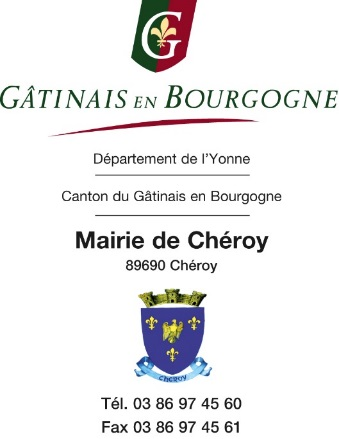 G
GÂTINAIS EN BOURGOGNE
Département de l'Yonne
Canton du Gâtinais en Bourgogne
Mairie de Chéroy
89690 Chéroy
CHEROY
Tél. 03 86 97 45 60
Fax 03 86 97 45 61